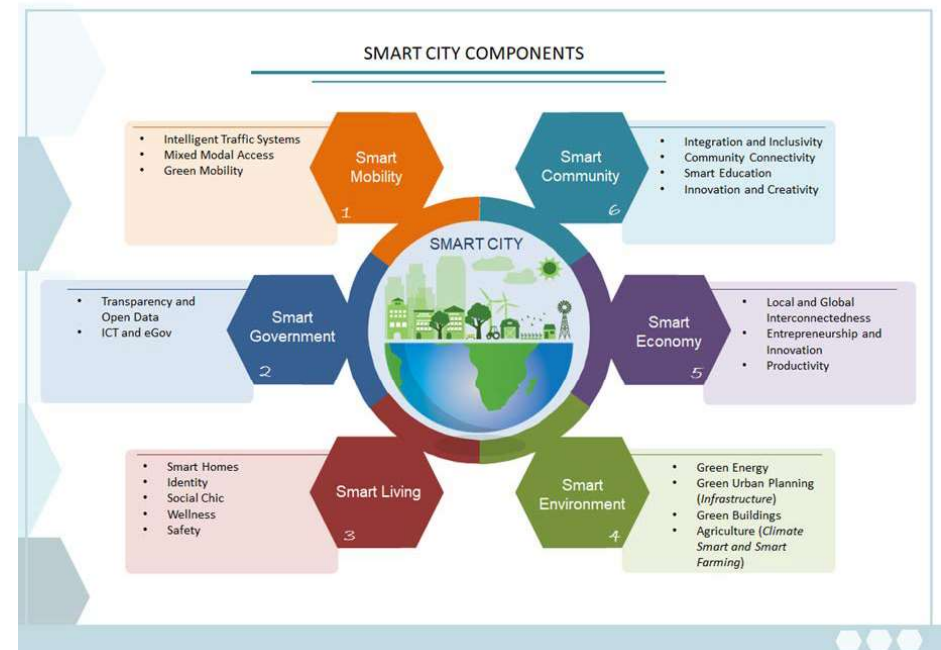 SMART CITY COMPONENTS
• Intelligent Traffic Systems
• Mixed Modal Access
• Green Mobility
Smart
Mobility
1
• Transparency and
Open Data
• ICT and eGov
Smart
Government
2
• Smart Homes
• Identity
• Social Chic
• Wellness
• Safety
Smart Living
3
SMART CITY
Smart
Environment
4
• Green Energy
• Green Urban Planning
(Infrastructure)
• Green Buildings
• Agriculture (Climate
Smart and Smart
Farming)
Smart
Economy
5
• Local and Global
Interconnectedness
• Entrepreneurship and
Innovation
• Productivity
Smart
Community
6
• Integration and Inclusivity
• Community Connectivity
• Smart Education
• Innovation and Creativity